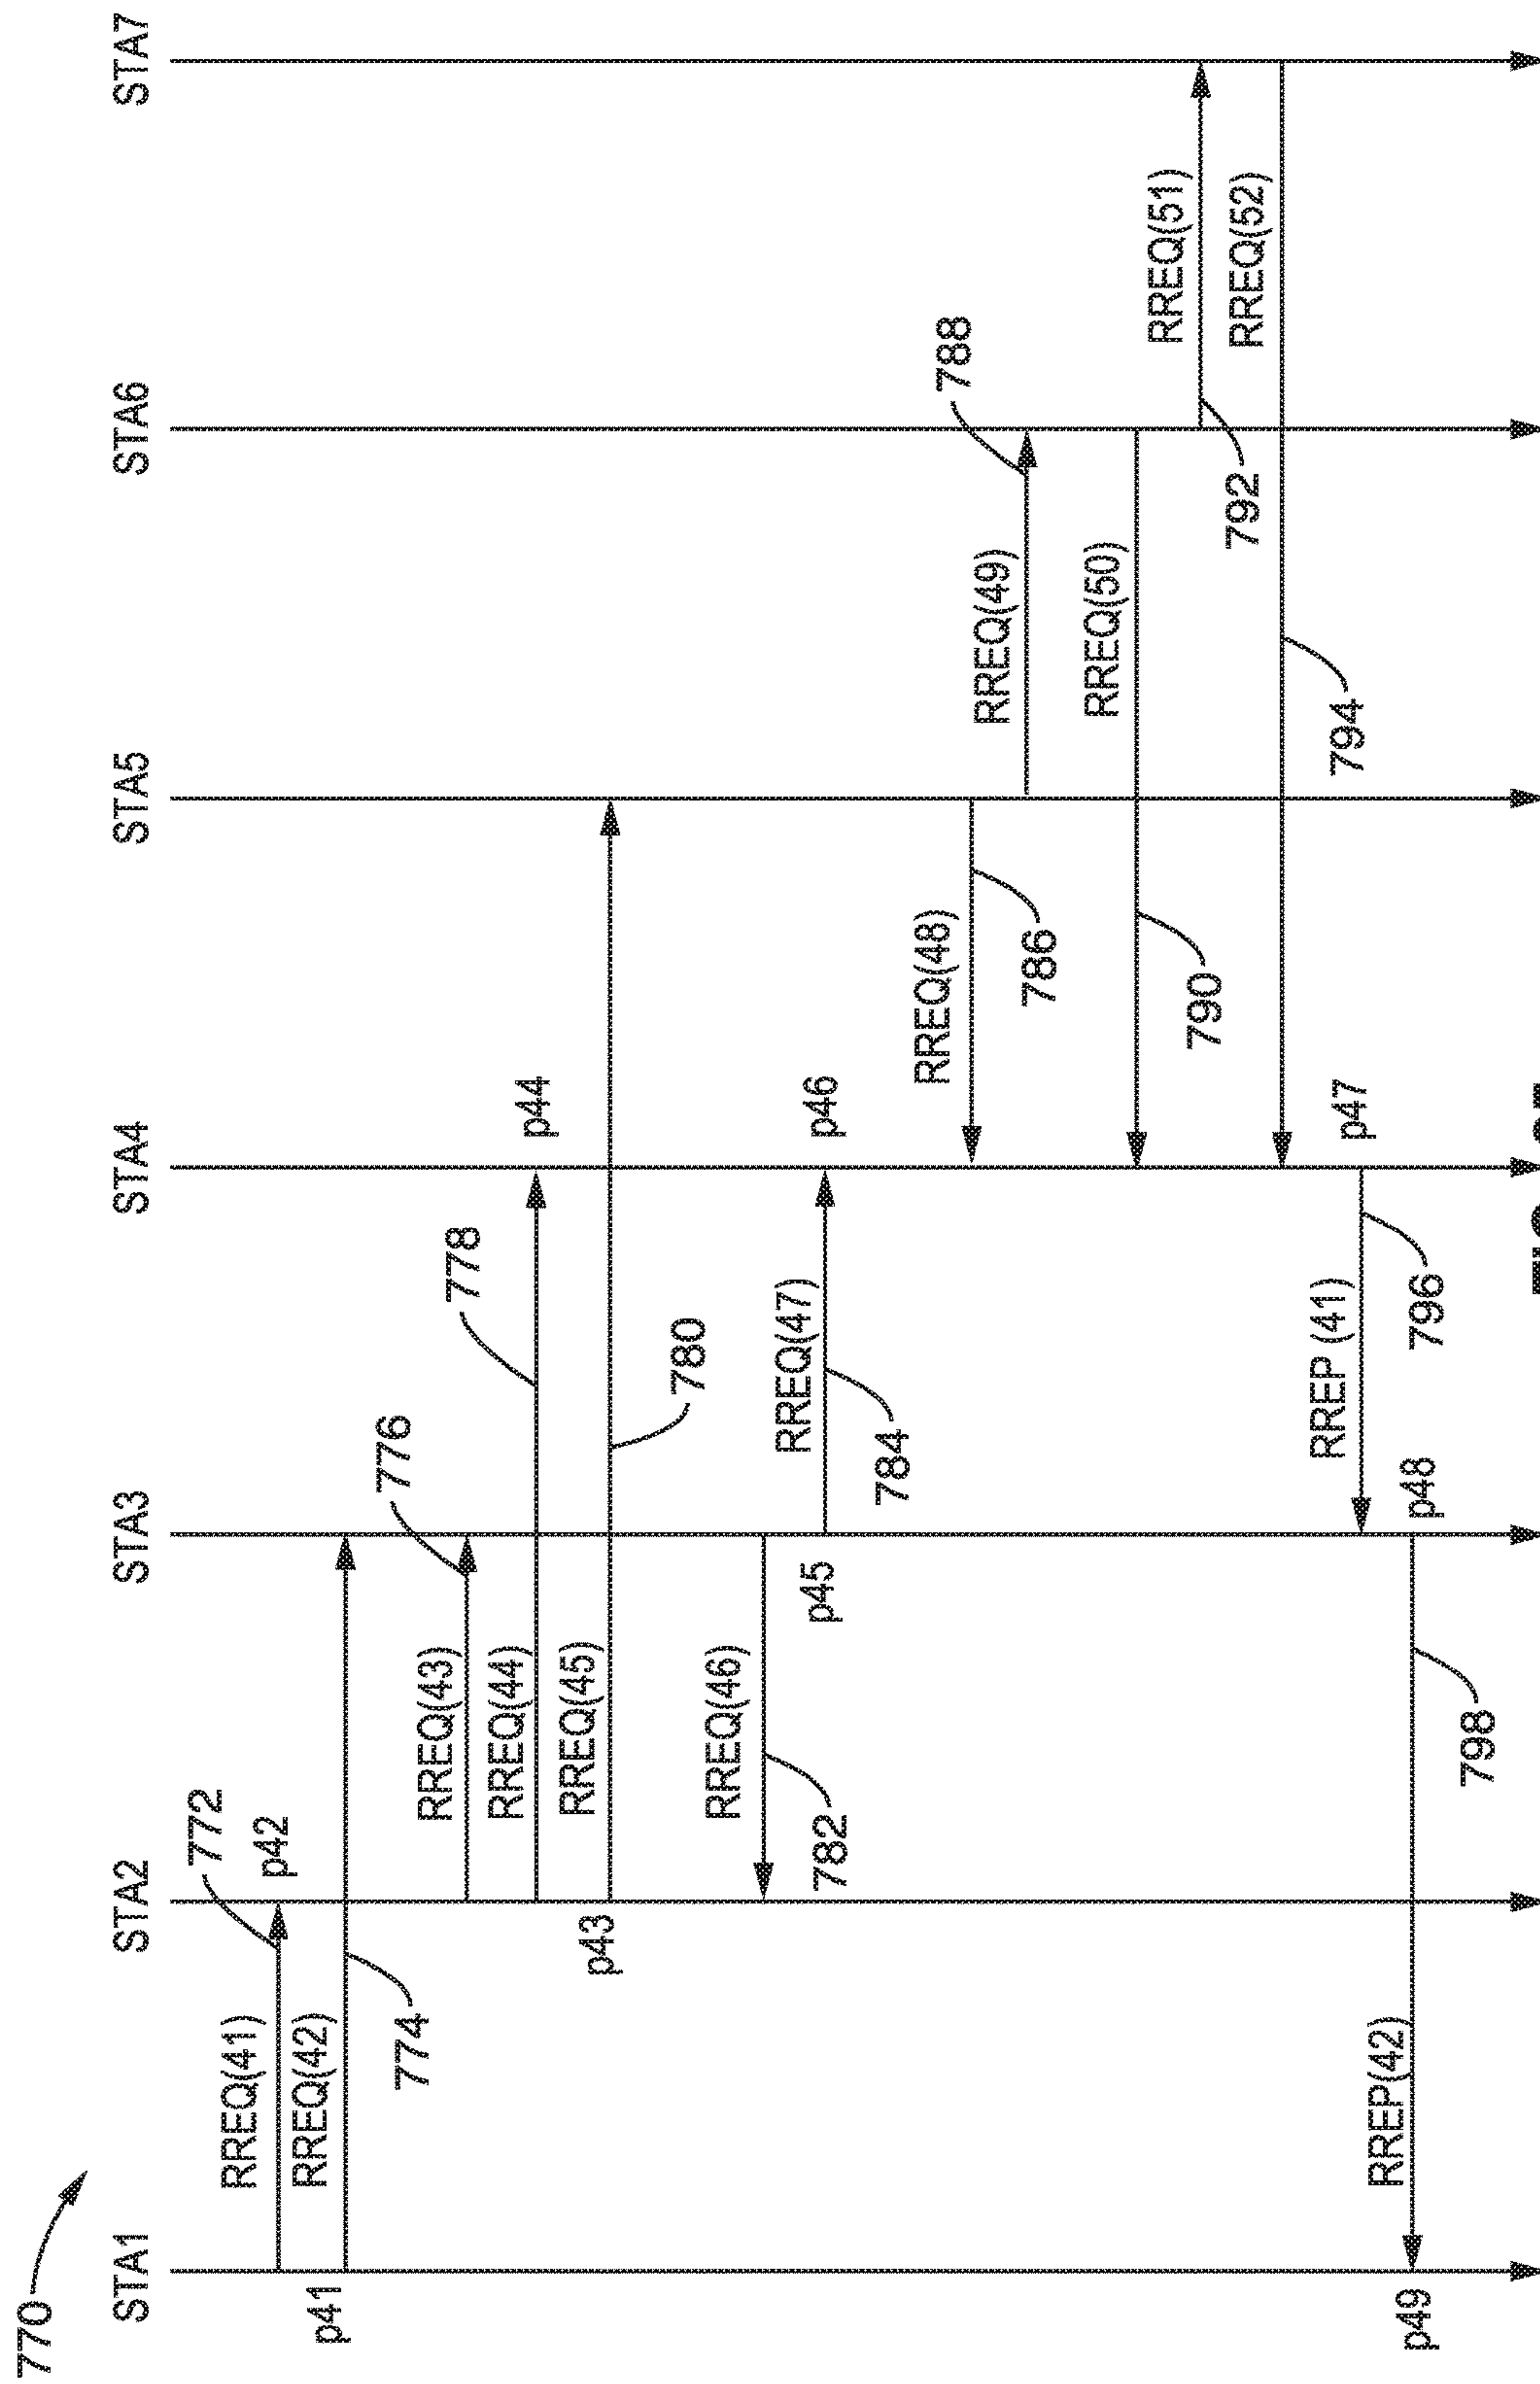 770
STA1
STA2
STA3
STA4
STA5
STA6
STA7
772
RREQ(41)
p42
RREQ(42)
p41
774
776
RREQ(43)
778
RREQ(44)
p44
RREQ(45)
p43
780
RREQ(46)
782
p45
RREQ(47)
p46
784
RREQ(48)
786
788
RREQ(49)
RREQ(50)
790
RREQ(51)
792
RREQ(52)
794
p47
RREP (41)
796
p48
RREP(42)
p49
798